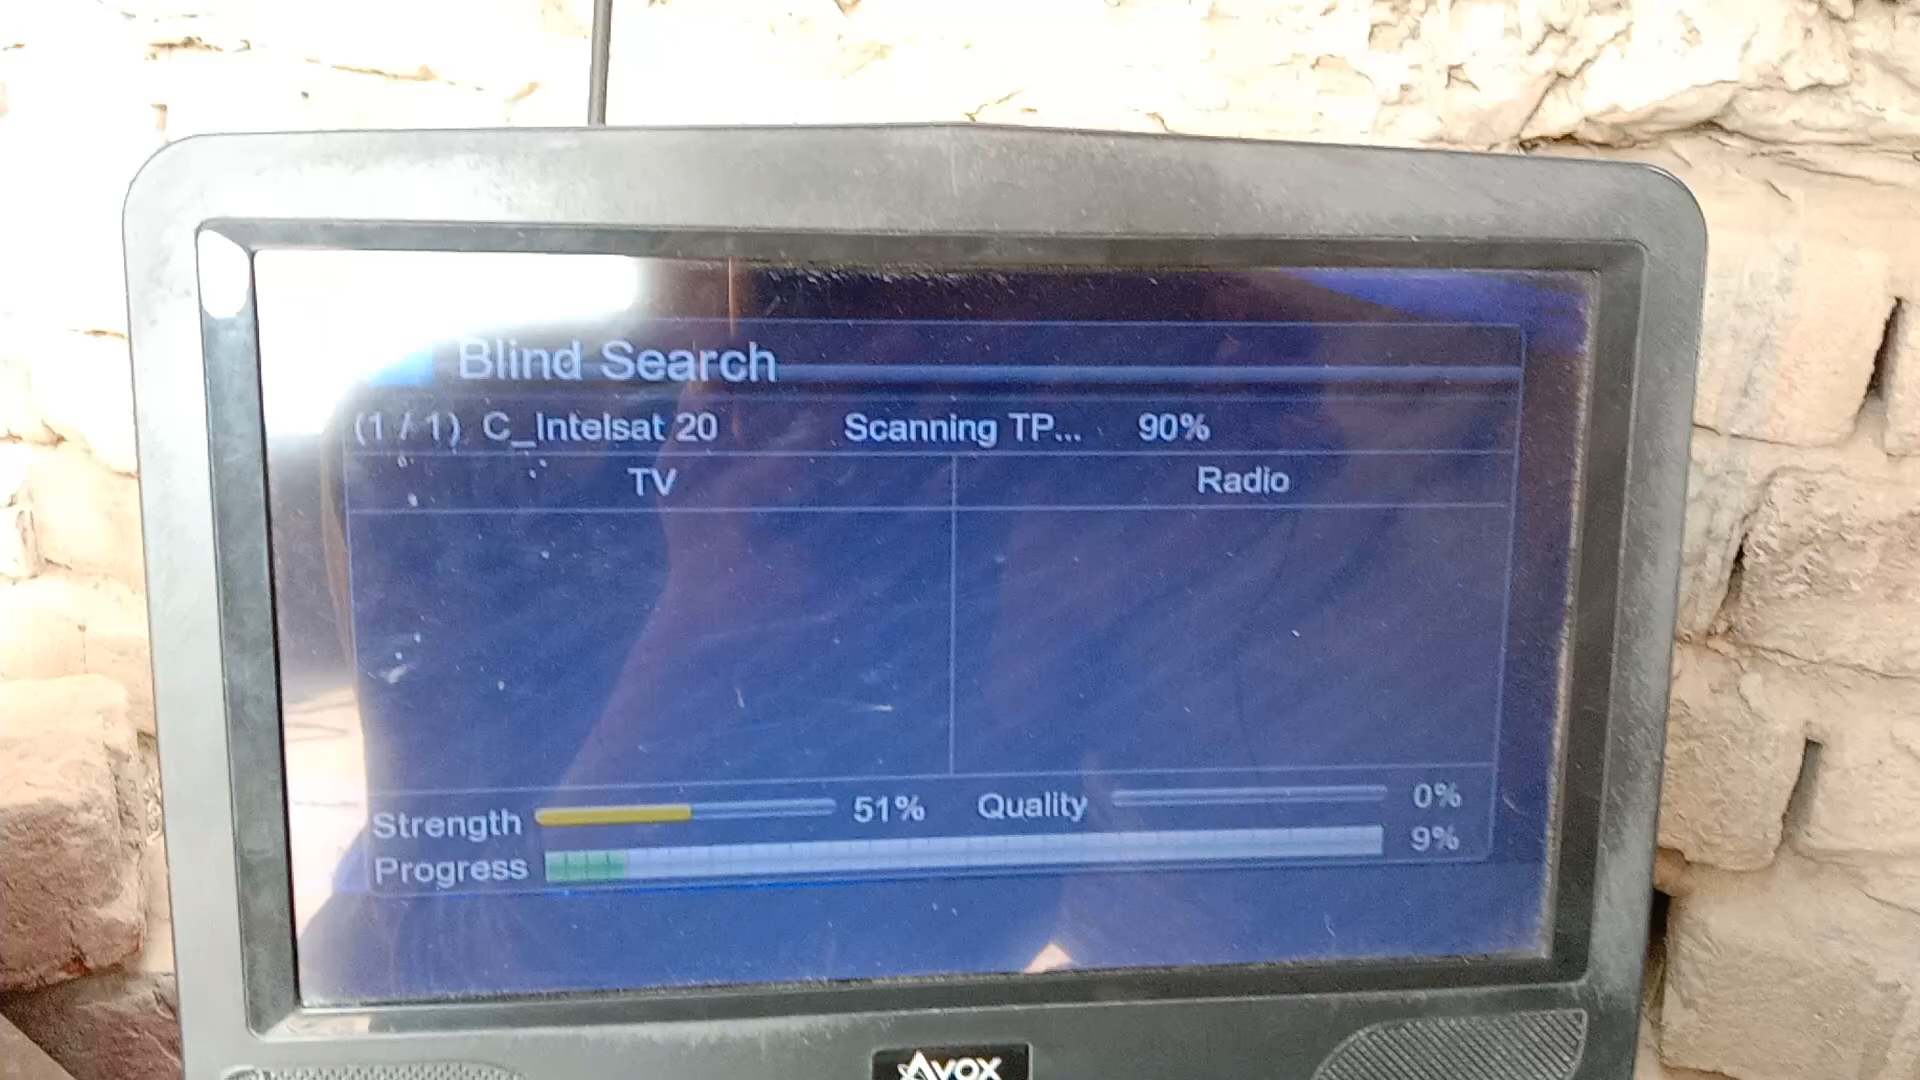 Blind Search
(1 / 1) C_Intelsat 20 Scanning TP... 90%
TV Radio
Strength 51% Quality 0%
Progress 9%
AVOX